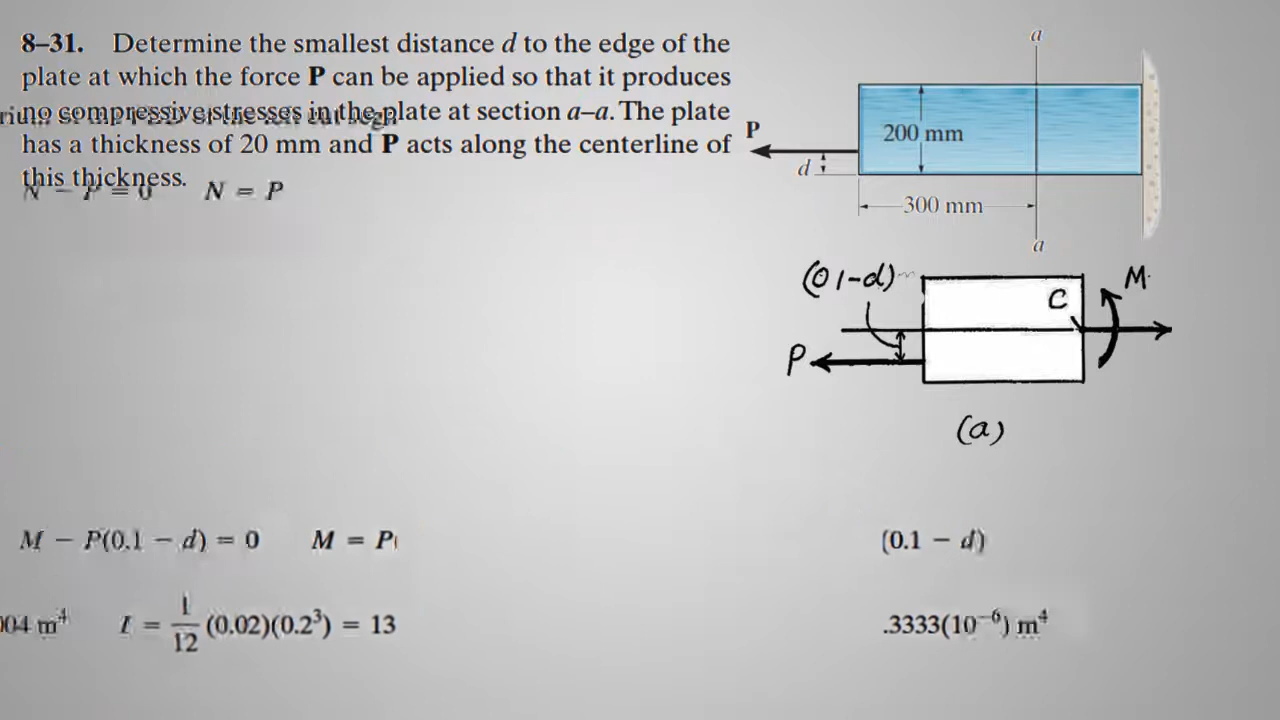 8–31. Determine the smallest distance d to the edge of the
plate at which the force P can be applied so that it produces
no compressive stresses in the plate at section a–a. The plate
has a thickness of 20 mm and P acts along the centerline of
this thickness.
N − P = 0 N = P
a
P
200 mm
d
300 mm
a
(0.1-d)
M
C
P
(a)
M − P(0.1 − d) = 0 M = P(
(0.1 − d)
004 m⁴ I = 1/12 (0.02)(0.2³) = 13
.3333(10⁻⁶) m⁴